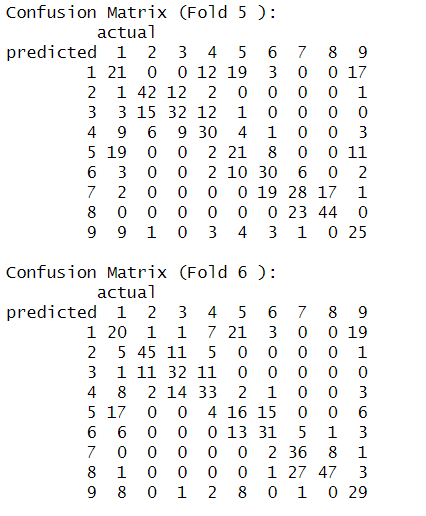 Confusion Matrix (Fold 5 ):
actual
predicted 1 2 3 4 5 6 7 8 9
1 21 0 0 12 19 3 0 0 17
2 1 42 12 2 0 0 0 0 1
3 3 15 32 12 1 0 0 0 0
4 9 6 9 30 4 1 0 0 3
5 19 0 0 2 21 8 0 0 11
6 3 0 0 2 10 30 6 0 2
7 2 0 0 0 0 19 28 17 1
8 0 0 0 0 0 0 23 44 0
9 9 1 0 3 4 3 1 0 25
Confusion Matrix (Fold 6 ):
actual
predicted 1 2 3 4 5 6 7 8 9
1 20 1 1 7 21 3 0 0 19
2 5 45 11 5 0 0 0 0 1
3 1 11 32 11 0 0 0 0 0
4 8 2 14 33 2 1 0 0 3
5 17 0 0 4 16 15 0 0 6
6 6 0 0 0 13 31 5 1 3
7 0 0 0 0 0 2 36 8 1
8 1 0 0 0 0 1 27 47 3
9 8 0 1 2 8 0 1 0 29